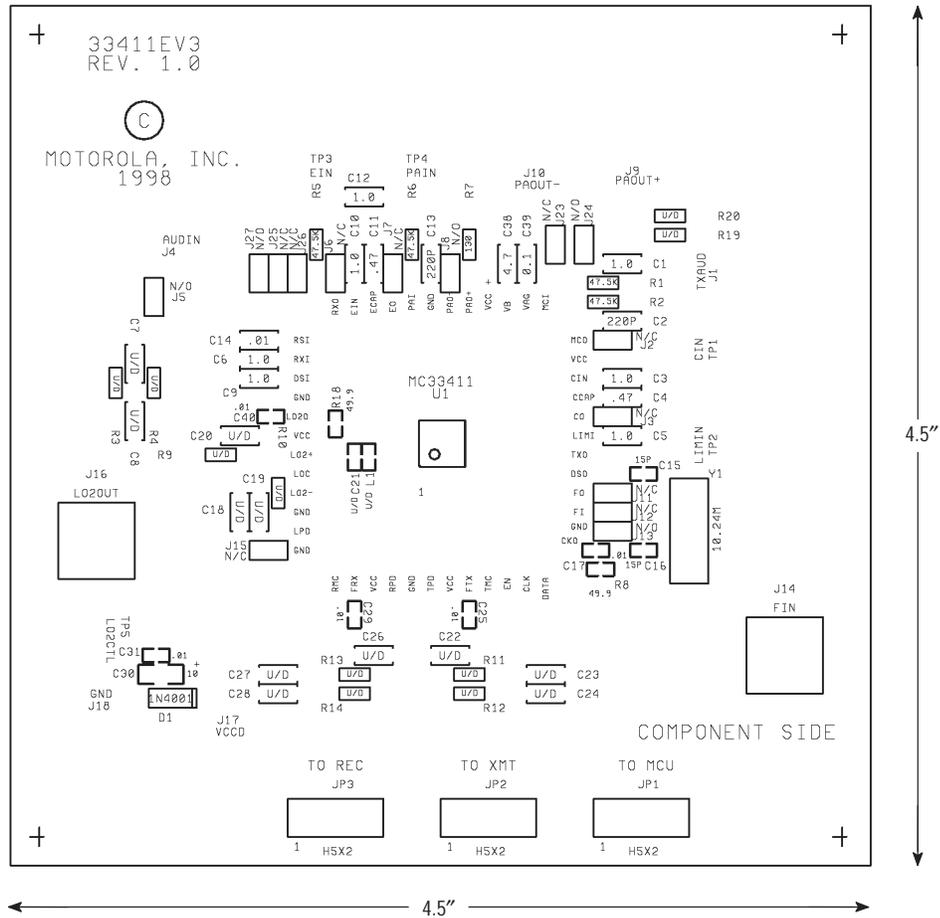 33411EV3
REV. 1.0
C
MOTOROLA, INC.
1998
TP3
EIN
R5
C12
1.0
TP4
PAIN
R6
R7
J10
PAOUT-
J9
PAOUT+
U/D R20
U/D R19
AUDIN
J4
J27
N/O
J25
N/C
N/C
J26
47.5K
J6
N/C
C10
1.0
C11
.47
J7
N/C
47.5K
C13
220P
J8
N/O
130
C38
4.7
C39
0.1
N/C
J23
N/O
J24
1.0 C1
47.5K R1
47.5K R2
220P C2
TXAUD
J1
N/O
J5
RXO
EIN
ECAP
EO
PAI
GND
PAO-
PAO+
VCC
+
VB
VAG
MCI
C7
U/D
U/D
U/D
U/D
R3
R4
C8
R9
C14 .01 RSI
C6 1.0 RXI
1.0 DSI
C9
GND
.01
C40
LO2O
R10
C20 U/D
VCC
U/D
LO2+
LOC
C19
U/D
LO2-
C18
U/D
U/D
GND
LPD
J15
N/C
GND
R18
49.9
MC33411
U1
1
U/D C21
U/D L1
MCO
N/C
J2
VCC
CIN 1.0 C3
CCAP .47 C4
CO
N/C
J3
LIMI 1.0 C5
TXO
DSO
15P
C15
FO
N/C
J11
FI
N/C
J12
GND
N/O
J13
CKO
.01
C17
15P
C16
R8
49.9
CIN
TP1
LIMIN
TP2
Y1
10.24M
J16
LO2OUT
J14
FIN
RMC
FRX
VCC
RPD
GND
TPD
VCC
FTX
TMC
EN
CLK
DATA
10-
C29
10-
C25
C26
U/D
C22
U/D
R13
U/D
U/D
R14
R11
U/D
U/D
R12
C27 U/D
C28 U/D
U/D C23
U/D C24
TP5
LO2CTL
C31 .01
+
C30 10
GND
J18
1N4001
D1
J17
VCCD
COMPONENT SIDE
TO REC
JP3
TO XMT
JP2
TO MCU
JP1
1 H5X2
1 H5X2
1 H5X2
4.5″
4.5″